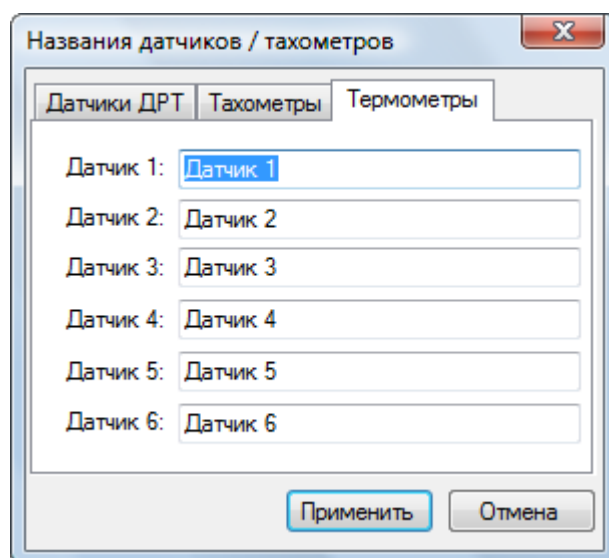 Названия датчиков / тахометров
Датчики ДРТ Тахометры Термометры
Датчик 1: Датчик 1
Датчик 2: Датчик 2
Датчик 3: Датчик 3
Датчик 4: Датчик 4
Датчик 5: Датчик 5
Датчик 6: Датчик 6
Применить Отмена